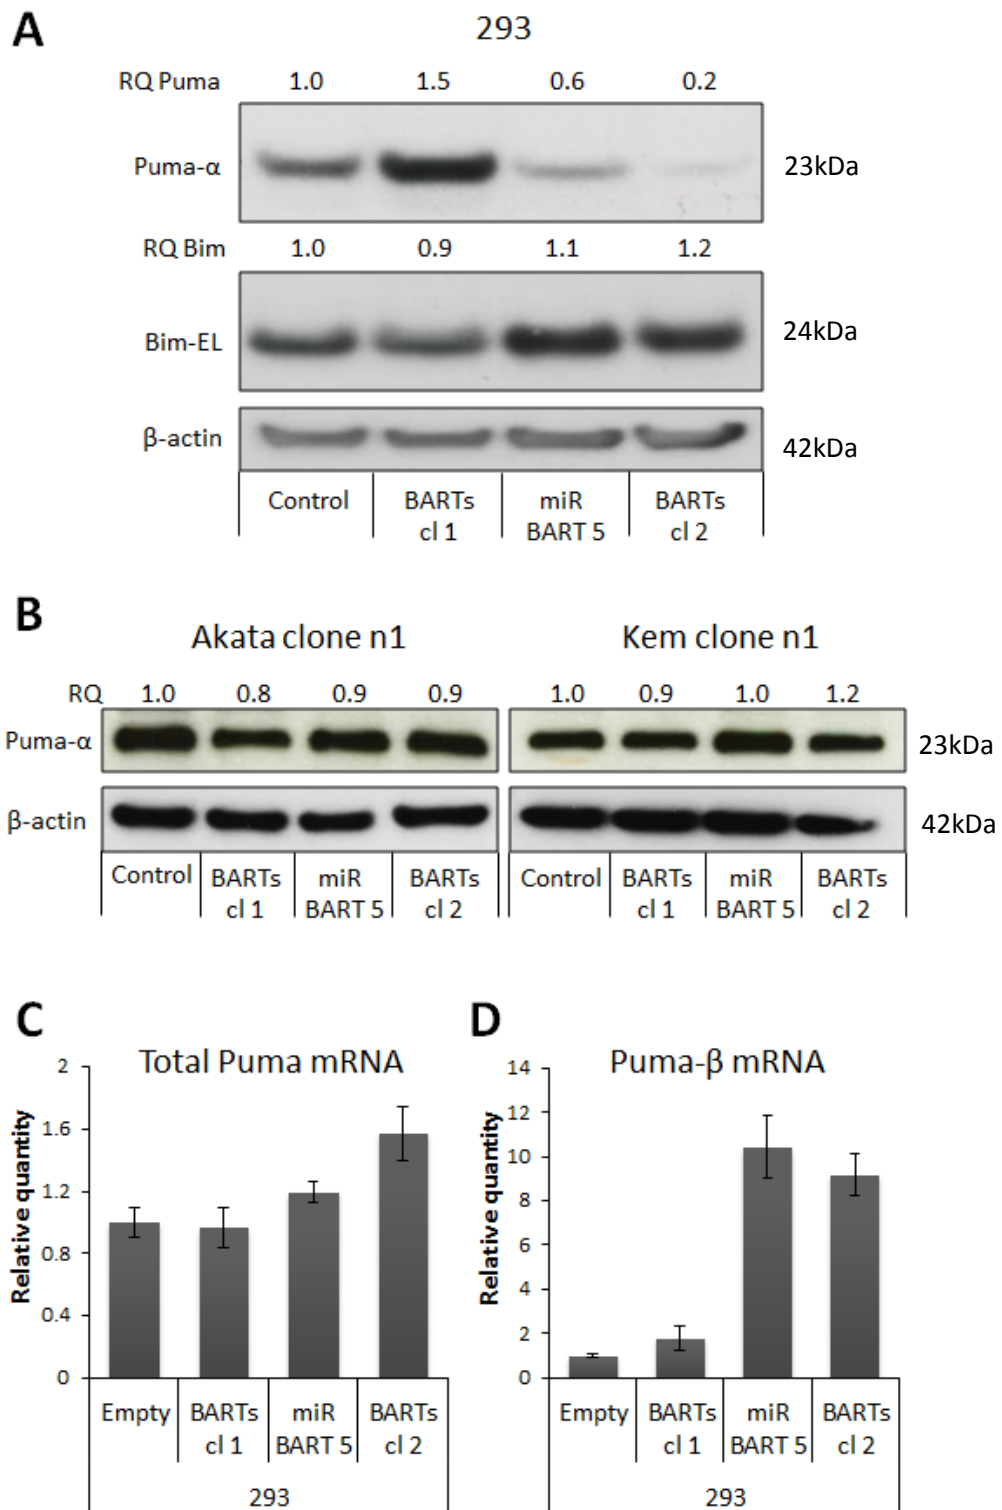 A
293
RQ Puma 1.0 1.5 0.6 0.2
Puma-α 23kDa
RQ Bim 1.0 0.9 1.1 1.2
Bim-EL 24kDa
β-actin 42kDa
Control BARTs miR BARTs
cl 1 BART 5 cl 2
B
Akata clone n1 Kem clone n1
RQ 1.0 0.8 0.9 0.9 1.0 0.9 1.0 1.2
Puma-α 23kDa
β-actin 42kDa
Control BARTs miR BARTs Control BARTs miR BARTs
cl 1 BART 5 cl 2 cl 1 BART 5 cl 2
C
Total Puma mRNA
Relative quantity
2
1.6
1.2
0.8
0.4
0
Empty BARTs miR BARTs
cl 1 BART 5 cl 2
293
D
Puma-β mRNA
Relative quantity
14
12
10
8
6
4
2
0
Empty BARTs miR BARTs
cl 1 BART 5 cl 2
293